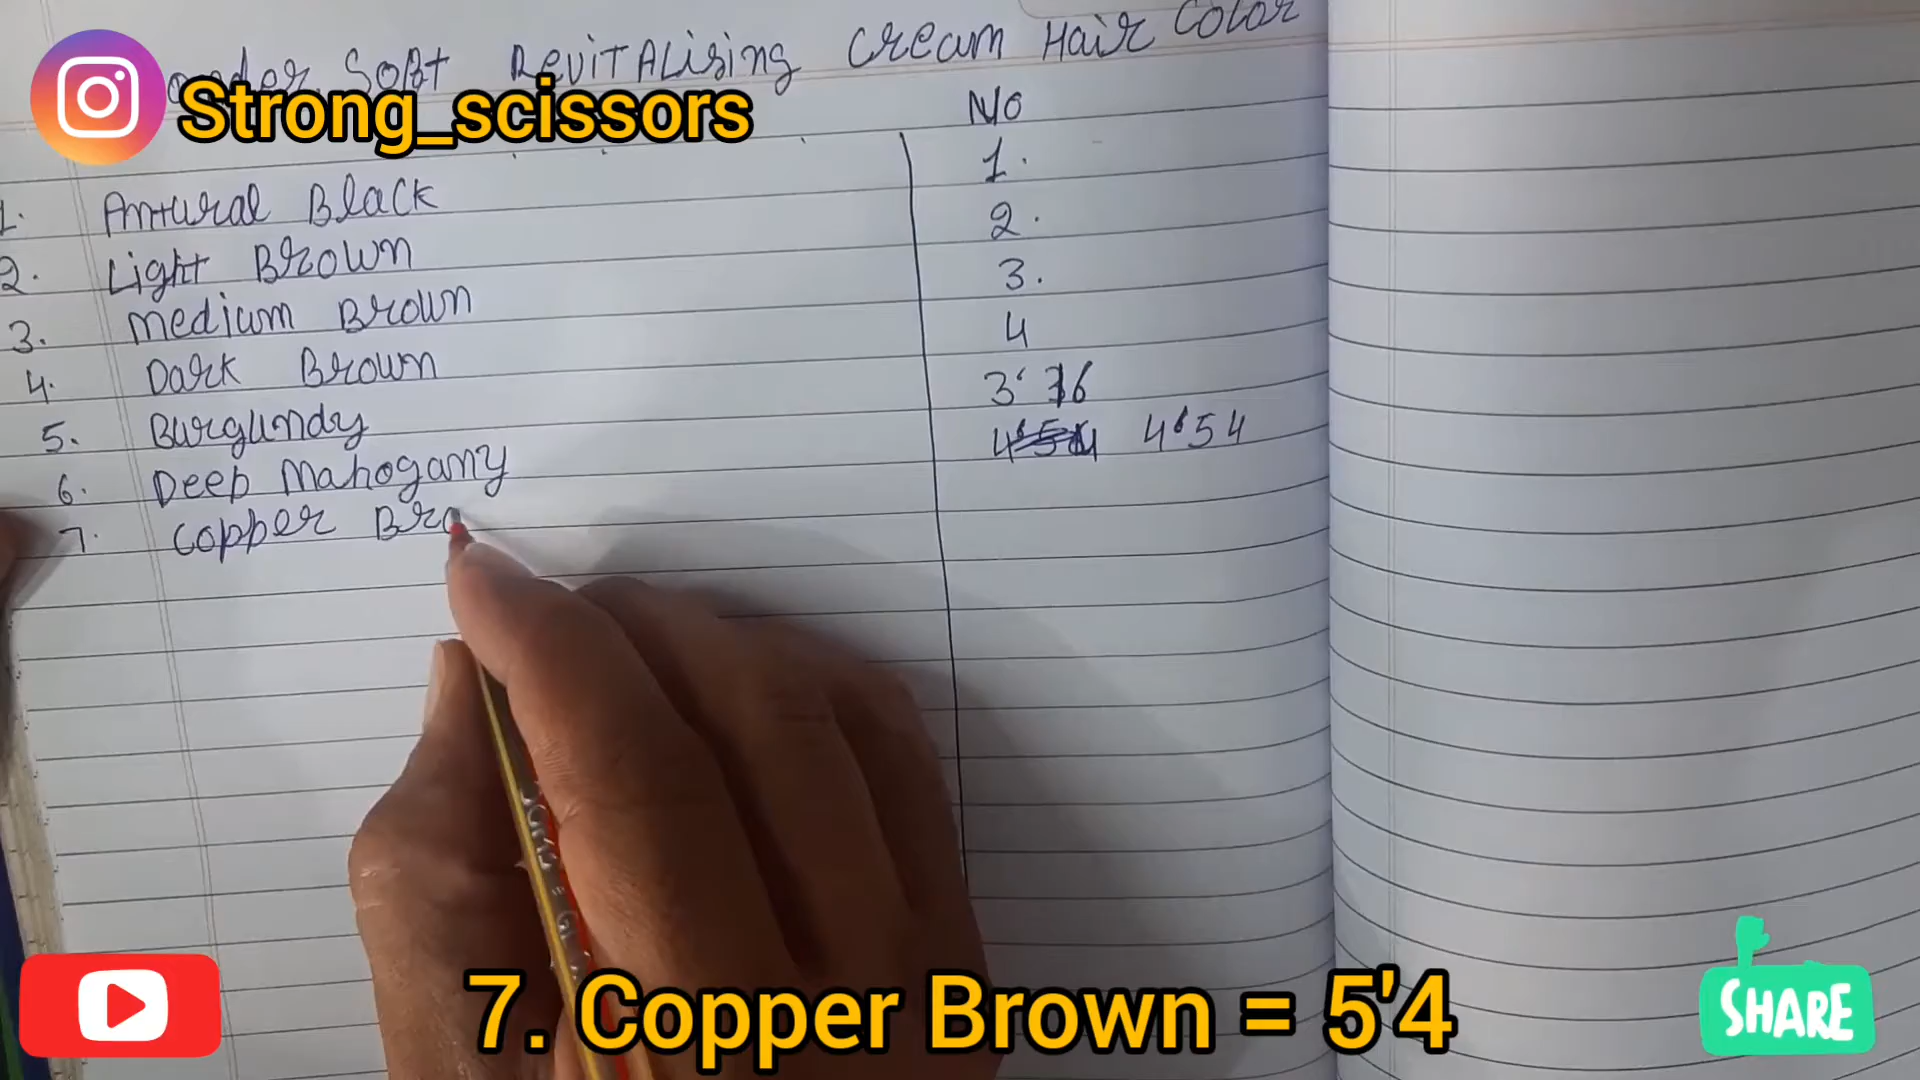 Soft Revitalising Cream Hair Color
Strong_scissors
No
1. Antural Black 1.
2. Light Brown 2.
3. Medium Brown 3.
4. Dark Brown 4
5. Burgundy 3' 16
6. Deep Mahogany 4'54
7. Copper Bro
7. Copper Brown = 5'4
SHARE